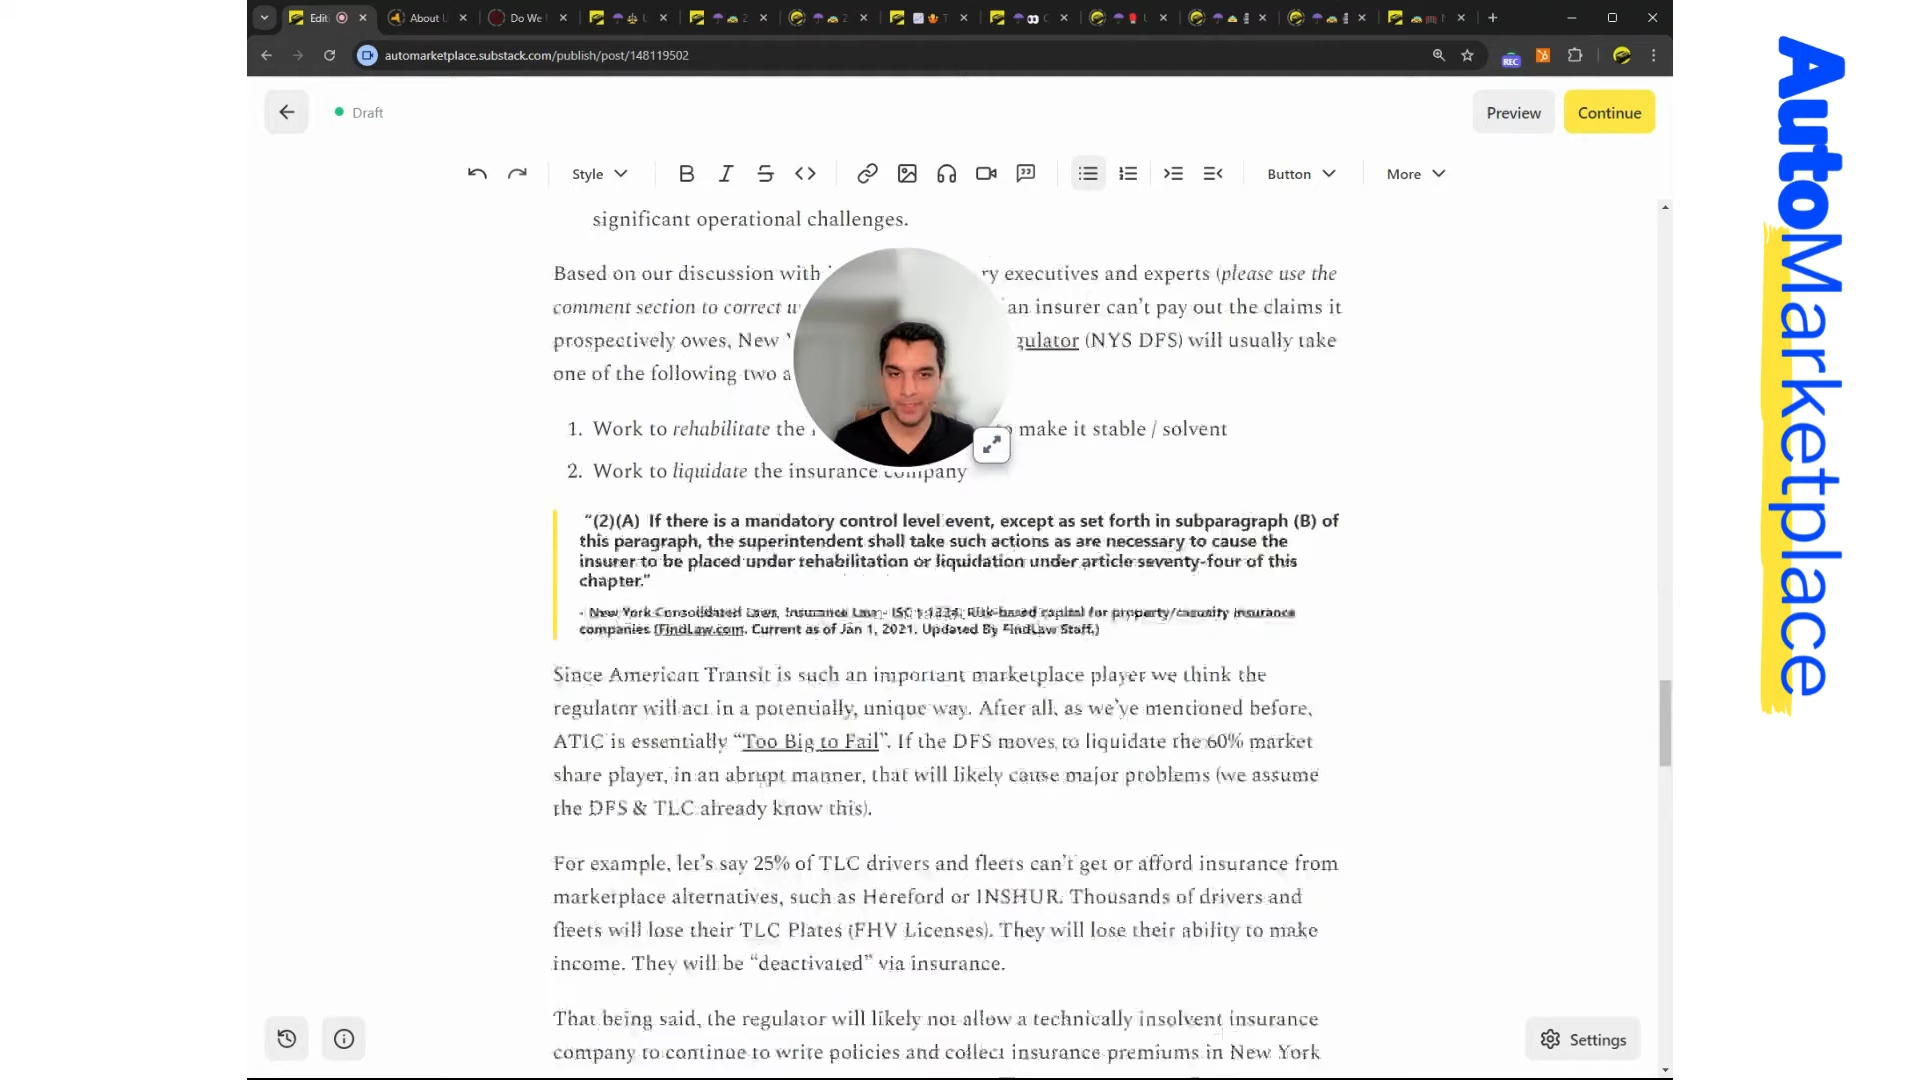 Edit
About U
Do We
automarketplace.substack.com/publish/post/148119502
REC
Draft
Preview
Continue
Style
Button
More
significant operational challenges.
Based on our discussion with ry executives and experts (please use the
comment section to correct u an insurer can't pay out the claims it
prospectively owes, New Y gulator (NYS DFS) will usually take
one of the following two a
1. Work to rehabilitate the to make it stable / solvent
2. Work to liquidate the insurance company
"(2)(A) If there is a mandatory control level event, except as set forth in subparagraph (B) of
this paragraph, the superintendent shall take such actions as are necessary to cause the
insurer to be placed under rehabilitation or liquidation under article seventy-four of this
chapter."
- New York Consolidated Laws, Insurance Law - ISC § 1324. Risk-based capital for property/casualty insurance
companies (FindLaw.com. Current as of Jan 1, 2021. Updated By FindLaw Staff.)
Since American Transit is such an important marketplace player we think the
regulator will act in a potentially, unique way. After all, as we've mentioned before,
ATIC is essentially "Too Big to Fail". If the DFS moves to liquidate the 60% market
share player, in an abrupt manner, that will likely cause major problems (we assume
the DFS & TLC already know this).
For example, let's say 25% of TLC drivers and fleets can't get or afford insurance from
marketplace alternatives, such as Hereford or INSHUR. Thousands of drivers and
fleets will lose their TLC Plates (FHV Licenses). They will lose their ability to make
income. They will be "deactivated" via insurance.
That being said, the regulator will likely not allow a technically insolvent insurance
company to continue to write policies and collect insurance premiums in New York
Settings
AutoMarketplace